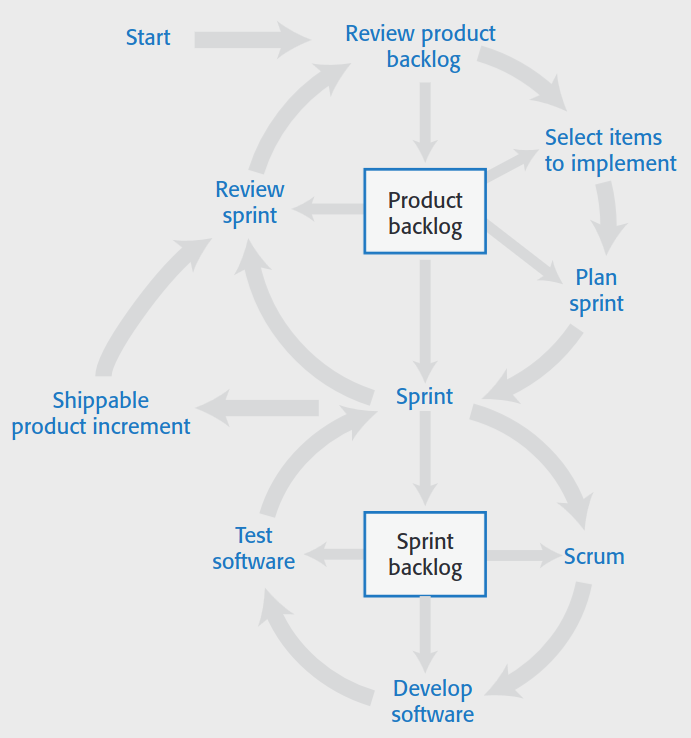 Start
Review product
backlog
Select items
to implement
Review
sprint
Product
backlog
Plan
sprint
Shippable
product increment
Sprint
Test
software
Sprint
backlog
Scrum
Develop
software